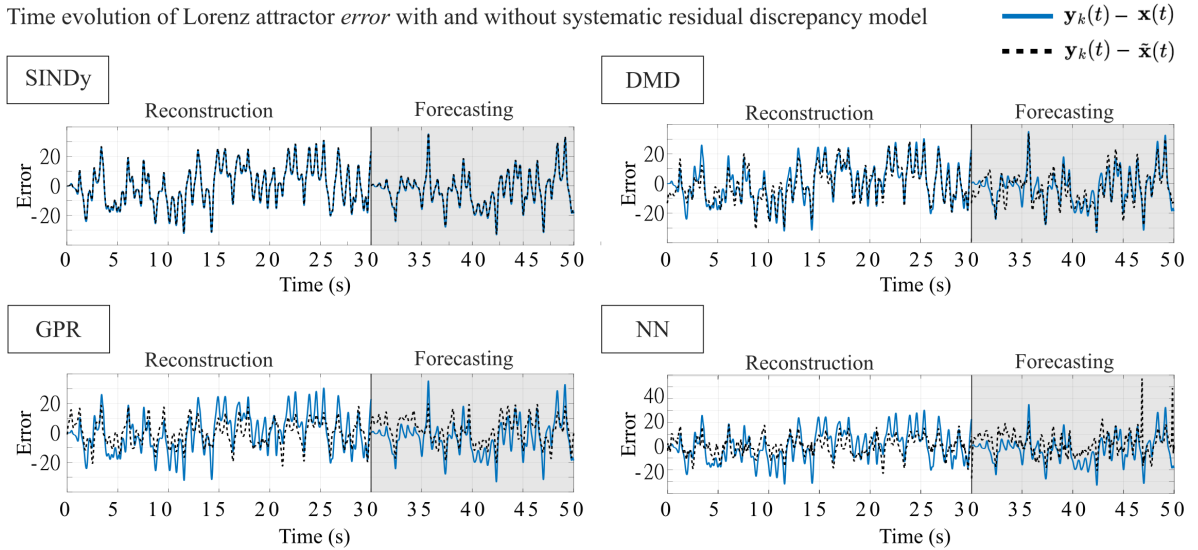 Time evolution of Lorenz attractor error with and without systematic residual discrepancy model
y_k(t) − x(t)
y_k(t) − x̃(t)
SINDy
Reconstruction
Forecasting
Error
20
0
-20
0 5 10 15 20 25 30 35 40 45 50
Time (s)
DMD
Reconstruction
Forecasting
Error
20
0
-20
0 5 10 15 20 25 30 35 40 45 50
Time (s)
GPR
Reconstruction
Forecasting
Error
20
0
-20
0 5 10 15 20 25 30 35 40 45 50
Time (s)
NN
Reconstruction
Forecasting
Error
40
20
0
-20
0 5 10 15 20 25 30 35 40 45 50
Time (s)